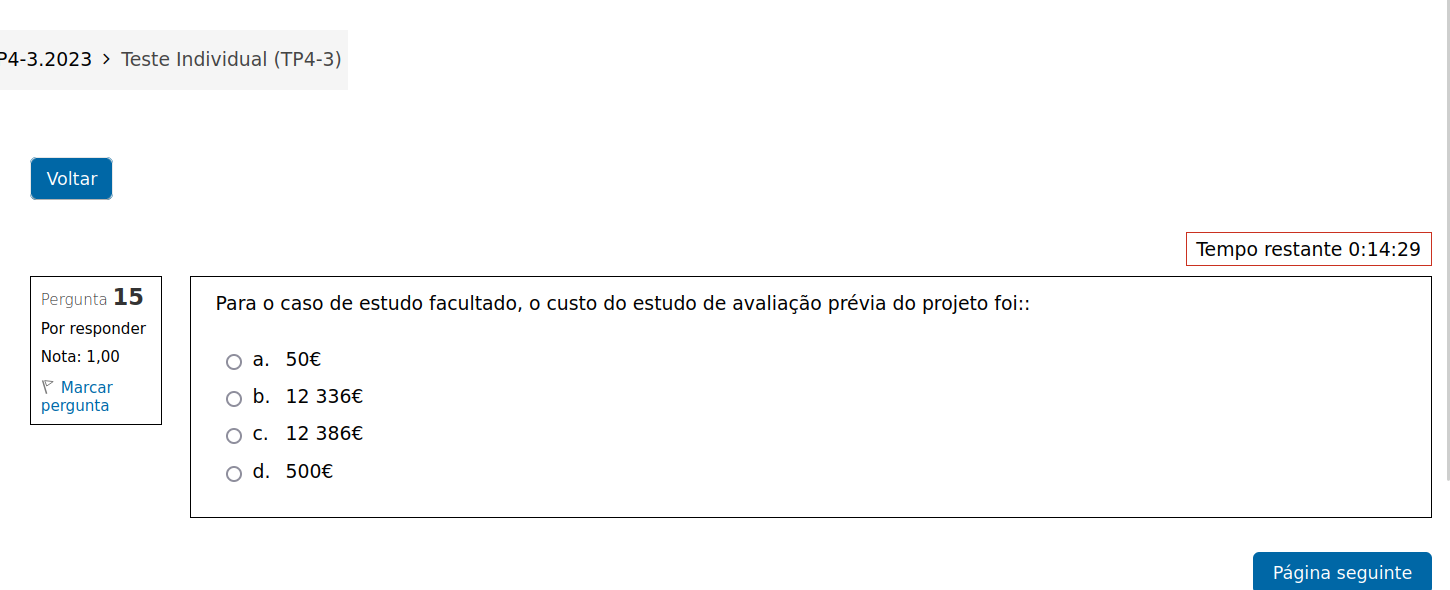 P4-3.2023 > Teste Individual (TP4-3)
Voltar
Tempo restante 0:14:29
Pergunta 15
Por responder
Nota: 1,00
Marcar
pergunta
Para o caso de estudo facultado, o custo do estudo de avaliação prévia do projeto foi::
a. 50€
b. 12 336€
c. 12 386€
d. 500€
Página seguinte